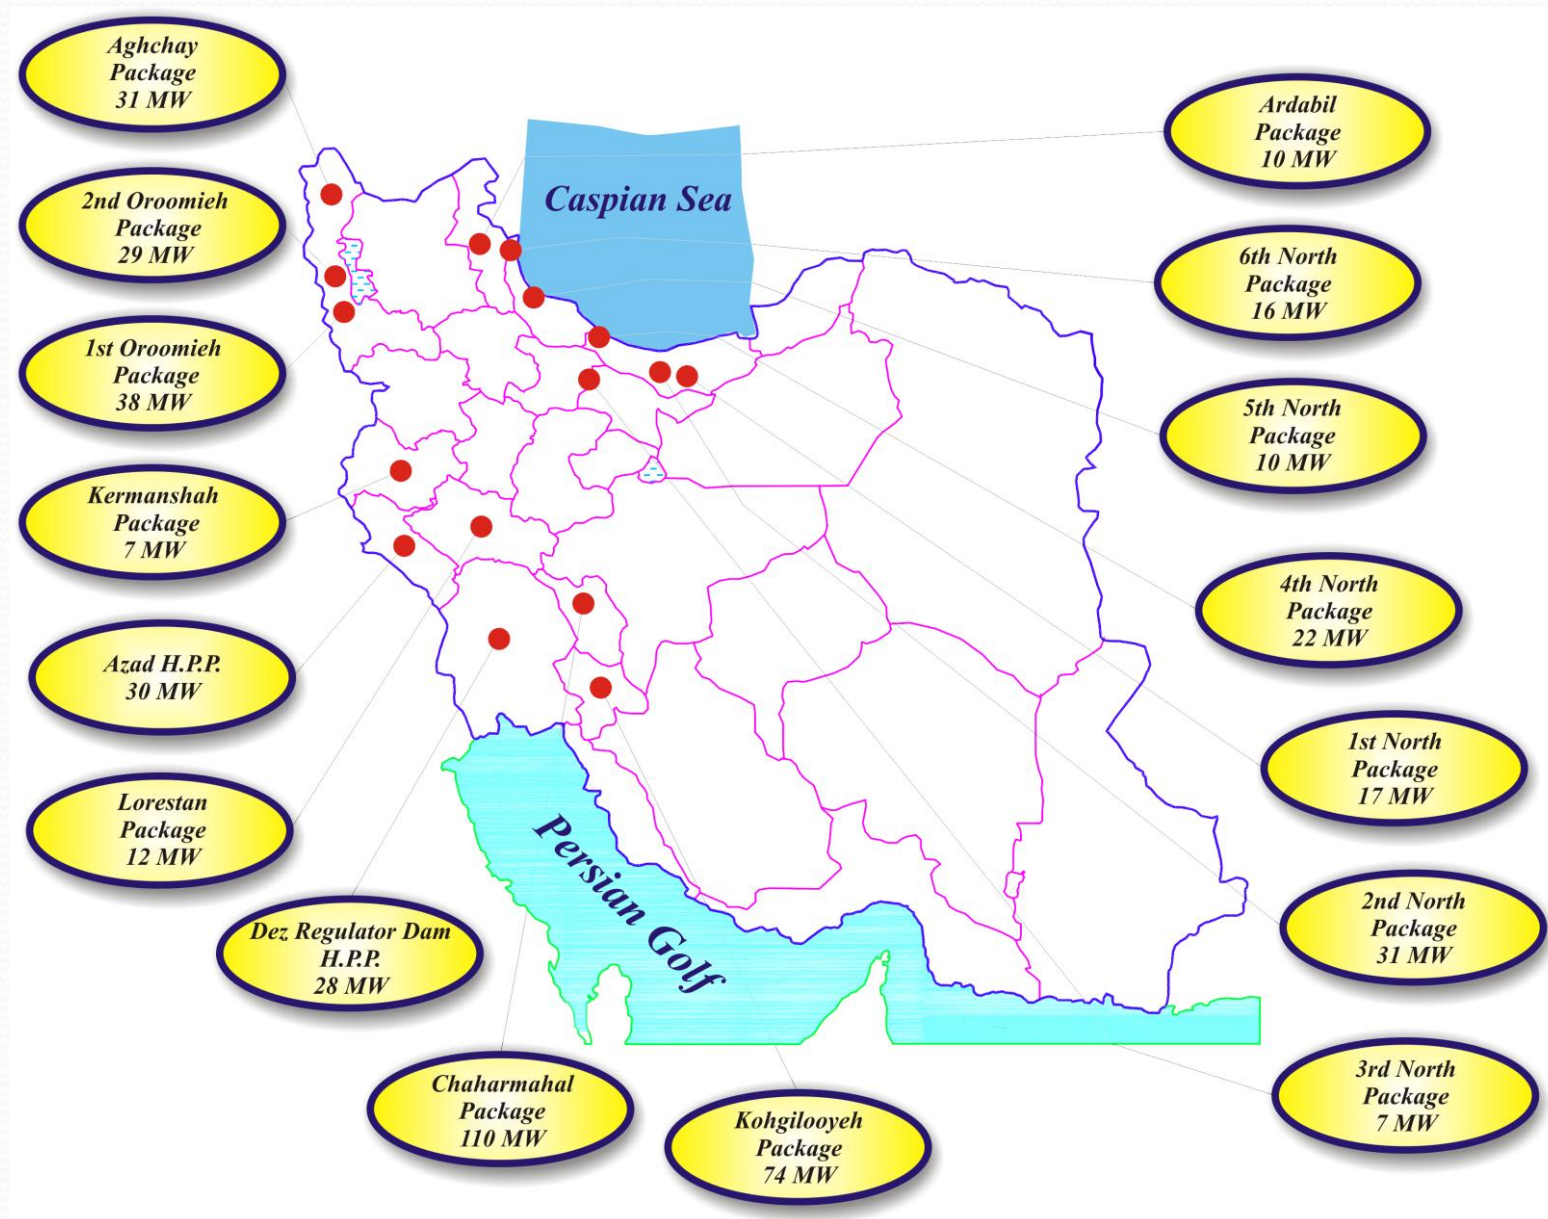 Aghchay
Package
31 MW
2nd Oroomieh
Package
29 MW
1st Oroomieh
Package
38 MW
Kermanshah
Package
7 MW
Azad H.P.P.
30 MW
Lorestan
Package
12 MW
Dez Regulator Dam
H.P.P.
28 MW
Chaharmahal
Package
110 MW
Kohgilooyeh
Package
74 MW
Caspian Sea
Persian Golf
Ardabil
Package
10 MW
6th North
Package
16 MW
5th North
Package
10 MW
4th North
Package
22 MW
1st North
Package
17 MW
2nd North
Package
31 MW
3rd North
Package
7 MW